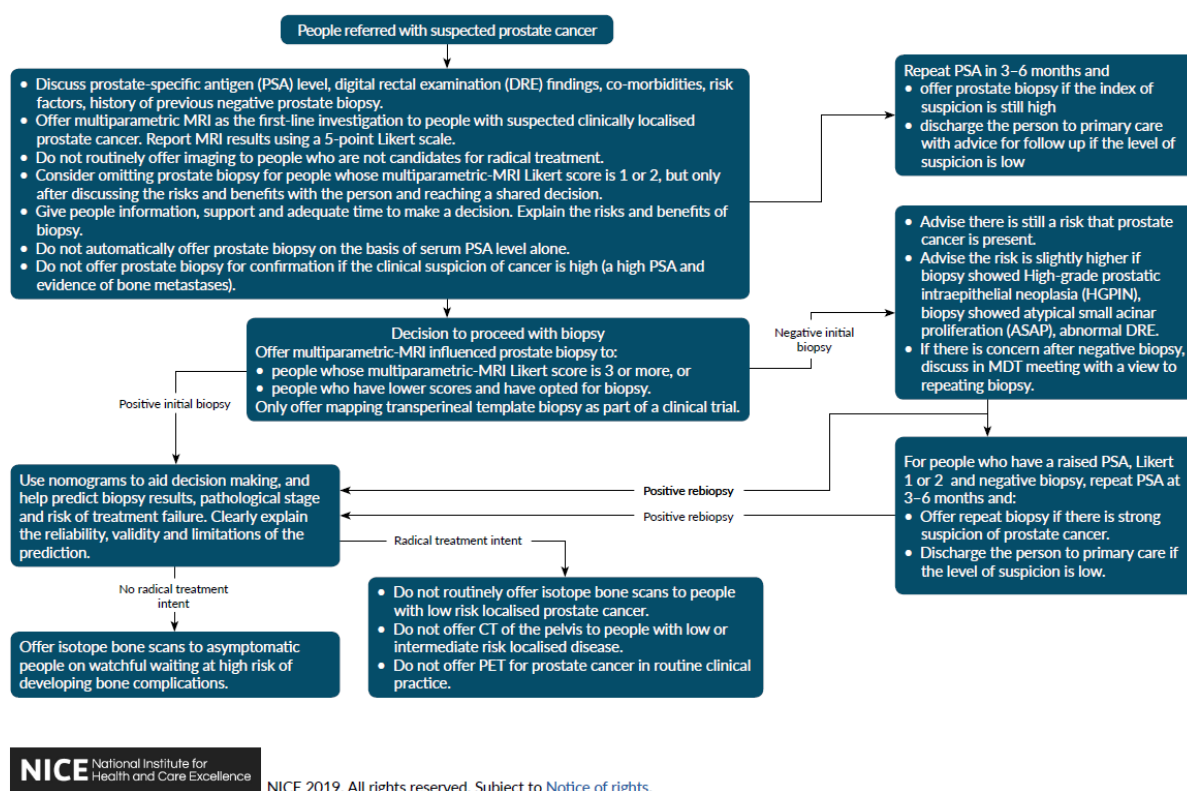 People referred with suspected prostate cancer
• Discuss prostate-specific antigen (PSA) level, digital rectal examination (DRE) findings, co-morbidities, risk
factors, history of previous negative prostate biopsy.
• Offer multiparametric MRI as the first-line investigation to people with suspected clinically localised
prostate cancer. Report MRI results using a 5-point Likert scale.
• Do not routinely offer imaging to people who are not candidates for radical treatment.
• Consider omitting prostate biopsy for people whose multiparametric-MRI Likert score is 1 or 2, but only
after discussing the risks and benefits with the person and reaching a shared decision.
• Give people information, support and adequate time to make a decision. Explain the risks and benefits of
biopsy.
• Do not automatically offer prostate biopsy on the basis of serum PSA level alone.
• Do not offer prostate biopsy for confirmation if the clinical suspicion of cancer is high (a high PSA and
evidence of bone metastases).
Repeat PSA in 3–6 months and
• offer prostate biopsy if the index of
suspicion is still high
• discharge the person to primary care
with advice for follow up if the level of
suspicion is low
Decision to proceed with biopsy
Offer multiparametric-MRI influenced prostate biopsy to:
• people whose multiparametric-MRI Likert score is 3 or more, or
• people who have lower scores and have opted for biopsy.
Only offer mapping transperineal template biopsy as part of a clinical trial.
Negative initial
biopsy
• Advise there is still a risk that prostate
cancer is present.
• Advise the risk is slightly higher if
biopsy showed High-grade prostatic
intraepithelial neoplasia (HGPIN),
biopsy showed atypical small acinar
proliferation (ASAP), abnormal DRE.
• If there is concern after negative biopsy,
discuss in MDT meeting with a view to
repeating biopsy.
Positive initial biopsy
Use nomograms to aid decision making, and
help predict biopsy results, pathological stage
and risk of treatment failure. Clearly explain
the reliability, validity and limitations of the
prediction.
Positive rebiopsy
Positive rebiopsy
For people who have a raised PSA, Likert
1 or 2 and negative biopsy, repeat PSA at
3–6 months and:
• Offer repeat biopsy if there is strong
suspicion of prostate cancer.
• Discharge the person to primary care if
the level of suspicion is low.
Radical treatment intent
No radical treatment
intent
• Do not routinely offer isotope bone scans to people
with low risk localised prostate cancer.
• Do not offer CT of the pelvis to people with low or
intermediate risk localised disease.
• Do not offer PET for prostate cancer in routine clinical
practice.
Offer isotope bone scans to asymptomatic
people on watchful waiting at high risk of
developing bone complications.
NICE National Institute for
Health and Care Excellence
NICE 2019. All rights reserved. Subject to Notice of rights